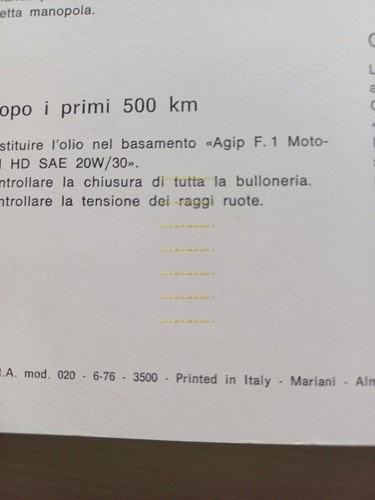 etta manopola.
opo i primi 500 km
stituire l'olio nel basamento «Agip F. 1 Moto-
l HD SAE 20W/30».
ntrollare la chiusura di tutta la bulloneria.
ntrollare la tensione dei raggi ruote.
.A. mod. 020 - 6-76 - 3500 - Printed in Italy - Mariani - Alm